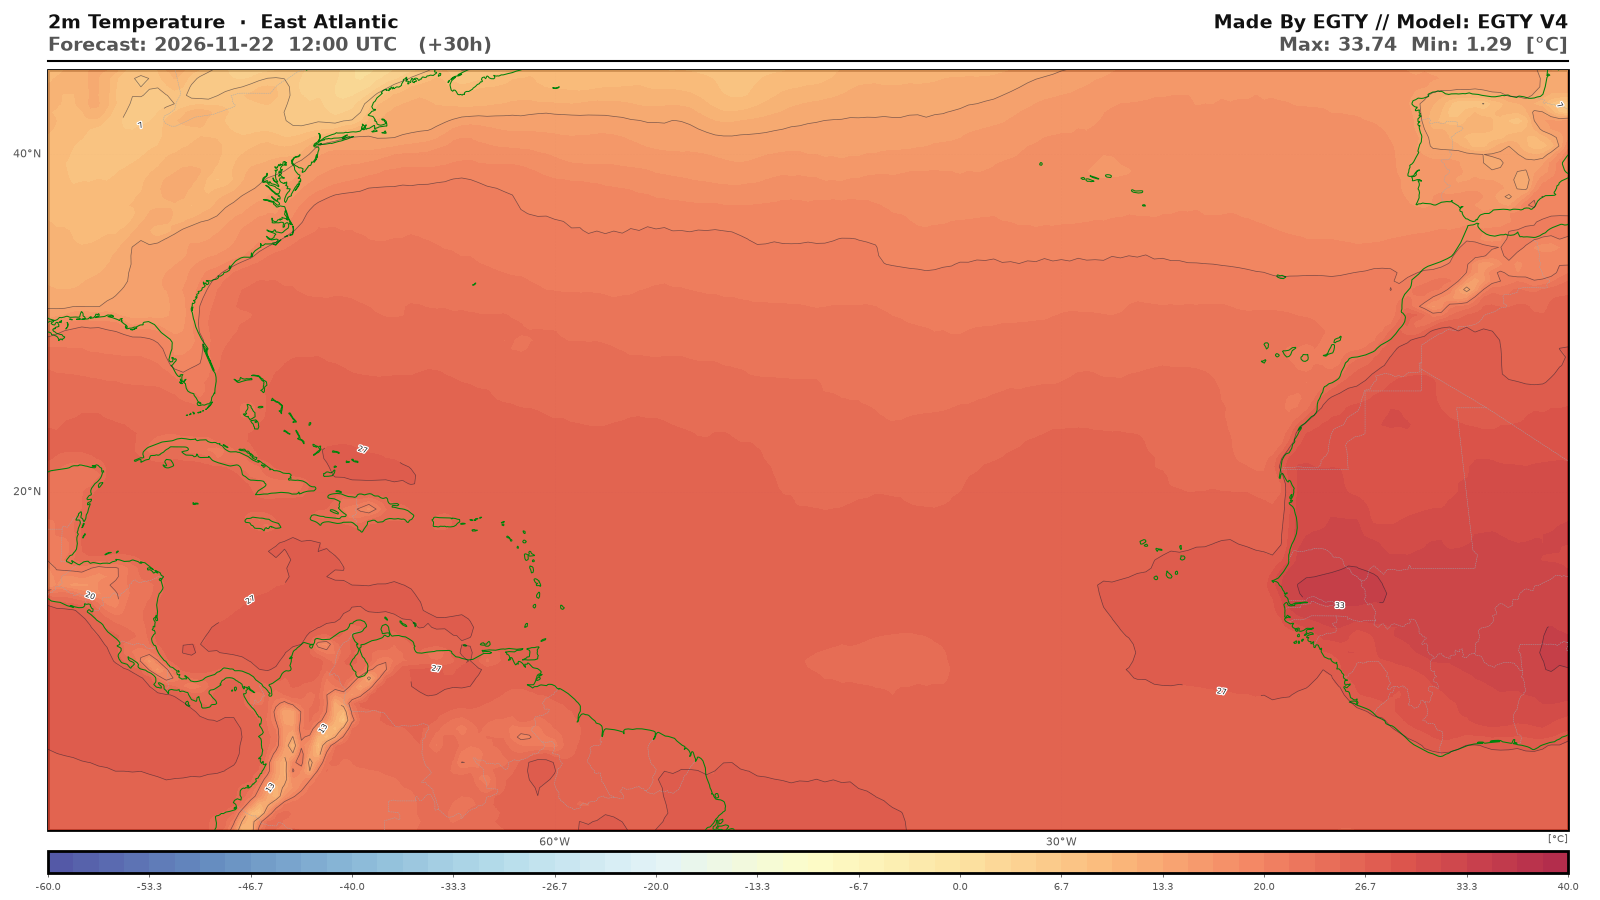 2m Temperature · East Atlantic
Made By EGTY // Model: EGTY V4
Forecast: 2026-11-22 12:00 UTC (+30h)
Max: 33.74 Min: 1.29 [°C]
7
7
40°N
27
20°N
20
27
33
27
27
13
13
60°W
30°W
[°C]
-60.0
-53.3
-46.7
-40.0
-33.3
-26.7
-20.0
-13.3
-6.7
0.0
6.7
13.3
20.0
26.7
33.3
40.0